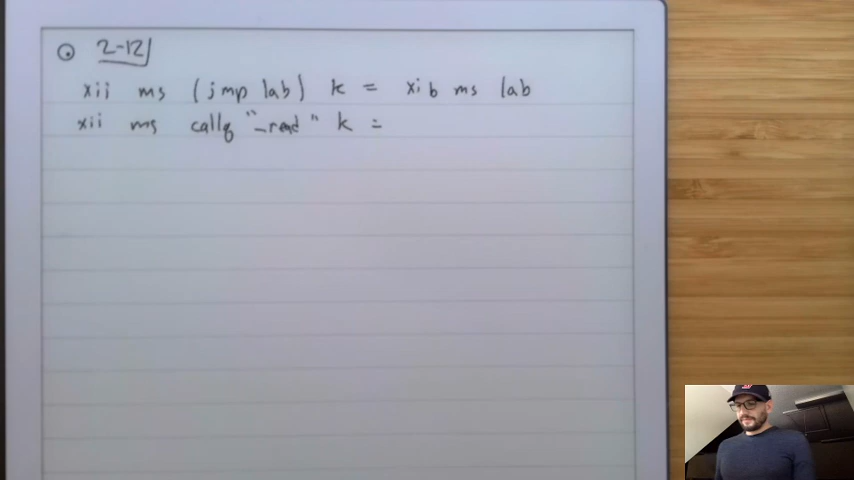 ⊙ 2-12
xii ms (jmp lab) k = xib ms lab
xii ms callq "_read" k =